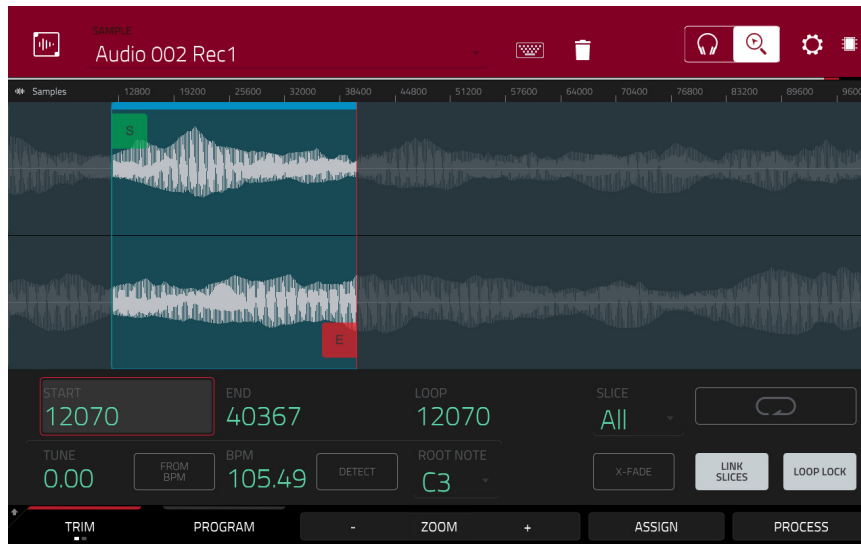 SAMPLE
Audio 002 Rec1
Samples 12800 19200 25600 32000 38400 44800 51200 57600 64000 70400 76800 83200 89600 9600
S
E
START END LOOP SLICE
12070 40367 12070 All
TUNE BPM ROOT NOTE
0.00 FROM BPM 105.49 DETECT C3 X-FADE LINK SLICES LOOP LOCK
TRIM PROGRAM - ZOOM + ASSIGN PROCESS